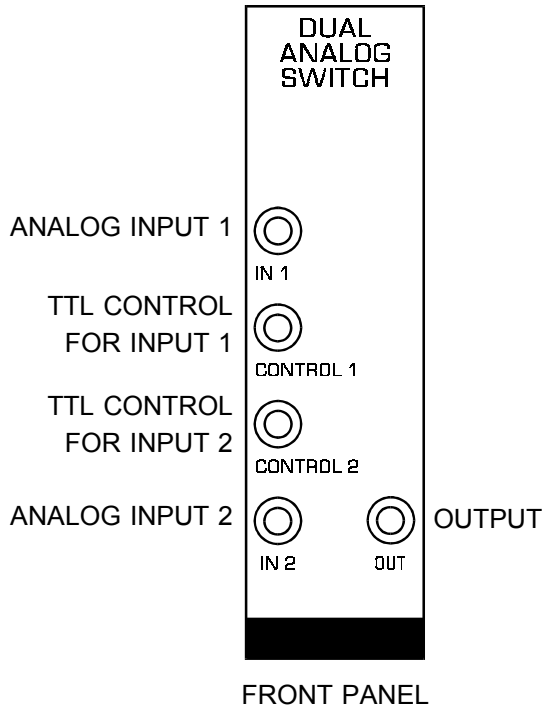 DUAL
ANALOG
SWITCH
ANALOG INPUT 1
IN 1
TTL CONTROL
FOR INPUT 1
CONTROL 1
TTL CONTROL
FOR INPUT 2
CONTROL 2
ANALOG INPUT 2
OUTPUT
IN 2
OUT
FRONT PANEL